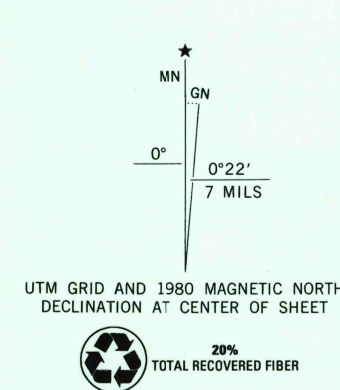 MN
GN
0°
0°22'
7 MILS
UTM GRID AND 1980 MAGNETIC NORTH
DECLINATION AT CENTER OF SHEET
20%
TOTAL RECOVERED FIBER